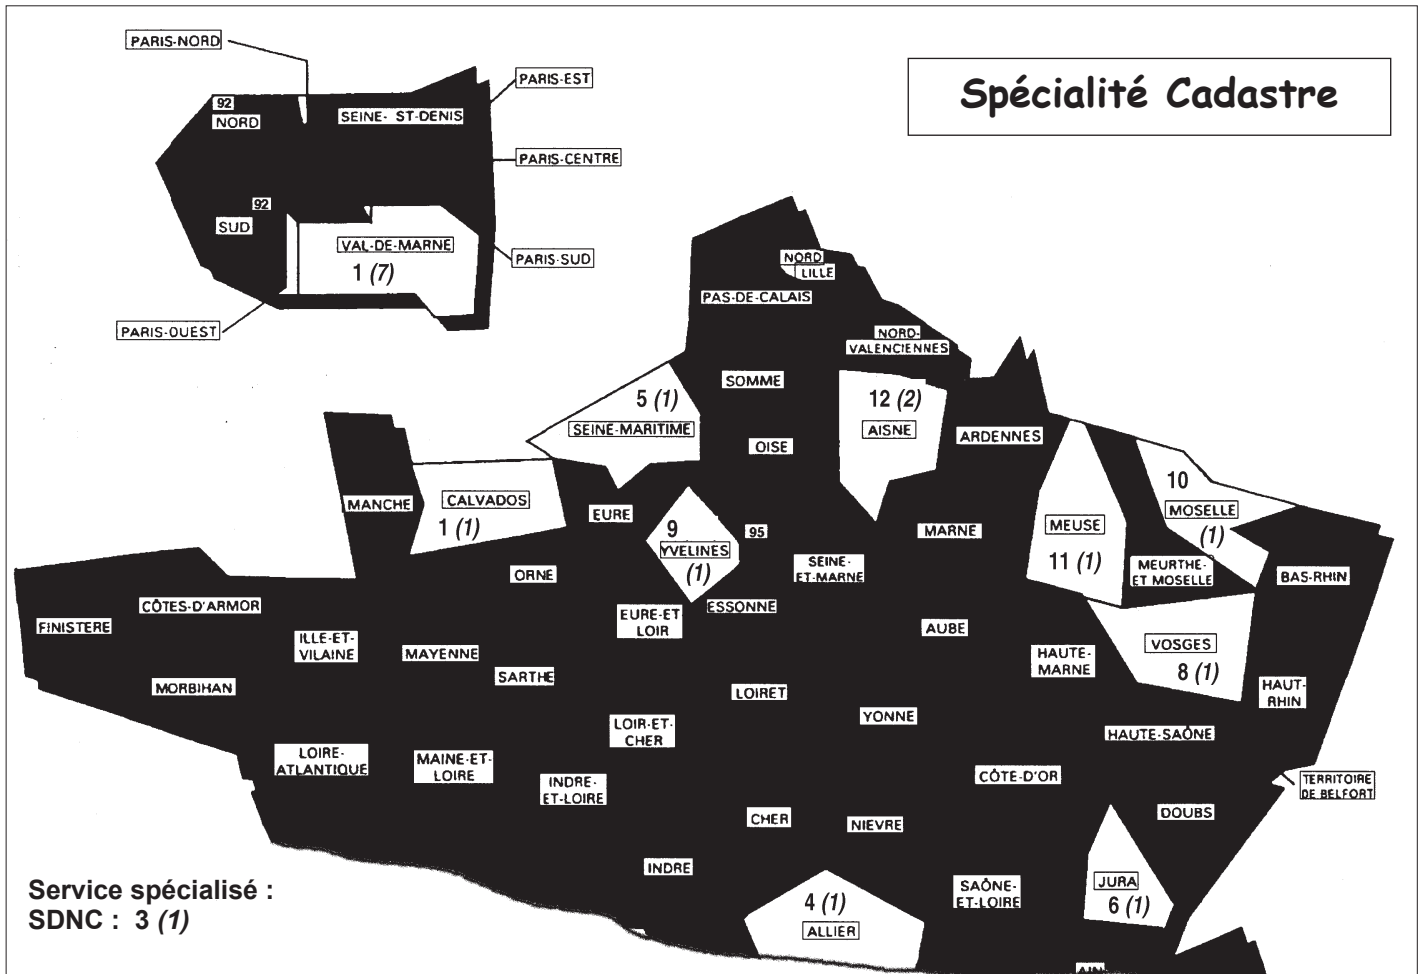 PARIS-NORD
PARIS-EST
Spécialité Cadastre
92
NORD
SEINE- ST-DENIS
PARIS-CENTRE
92
SUD
VAL-DE-MARNE
1 (7)
PARIS-SUD
PARIS-OUEST
NORD
LILLE
PAS-DE-CALAIS
NORD-
VALENCIENNES
SOMME
5 (1)
SEINE-MARITIME
12 (2)
AISNE
OISE
ARDENNES
MANCHE
CALVADOS
1 (1)
EURE
9
YVELINES
(1)
95
MARNE
MEUSE
11 (1)
10
MOSELLE
(1)
SEINE-
ET-MARNE
MEURTHE-
ET MOSELLE
BAS-RHIN
ORNE
CÔTES-D'ARMOR
FINISTERE
ILLE-ET-
VILAINE
MAYENNE
EURE-ET
LOIR
ESSONNE
AUBE
HAUTE-
MARNE
VOSGES
8 (1)
MORBIHAN
SARTHE
LOIRET
HAUT-
RHIN
LOIR-ET-
CHER
YONNE
HAUTE-SAÔNE
LOIRE-
ATLANTIQUE
MAINE-ET-
LOIRE
INDRE-
ET-LOIRE
CÔTE-D'OR
TERRITOIRE
DE BELFORT
CHER
NIEVRE
DOUBS
INDRE
SAÔNE-
ET-LOIRE
JURA
6 (1)
4 (1)
ALLIER
Service spécialisé :
SDNC : 3 (1)
AIN